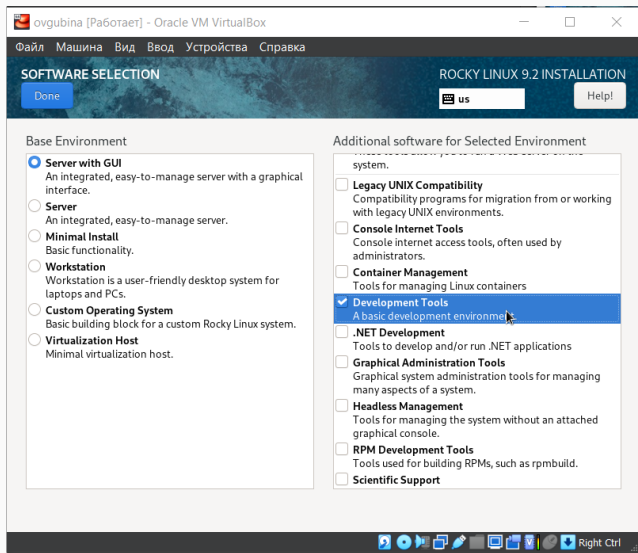 ovgubina [Работает] - Oracle VM VirtualBox
Файл Машина Вид Ввод Устройства Справка
SOFTWARE SELECTION
ROCKY LINUX 9.2 INSTALLATION
Done
us
Help!
Base Environment
Server with GUI
An integrated, easy-to-manage server with a graphical
interface.
Server
An integrated, easy-to-manage server.
Minimal Install
Basic functionality.
Workstation
Workstation is a user-friendly desktop system for
laptops and PCs.
Custom Operating System
Basic building block for a custom Rocky Linux system.
Virtualization Host
Minimal virtualization host.
Additional software for Selected Environment
system.
Legacy UNIX Compatibility
Compatibility programs for migration from or working
with legacy UNIX environments.
Console Internet Tools
Console internet access tools, often used by
administrators.
Container Management
Tools for managing Linux containers
Development Tools
A basic development environment.
.NET Development
Tools to develop and/or run .NET applications
Graphical Administration Tools
Graphical system administration tools for managing
many aspects of a system.
Headless Management
Tools for managing the system without an attached
graphical console.
RPM Development Tools
Tools used for building RPMs, such as rpmbuild.
Scientific Support
Right Ctrl